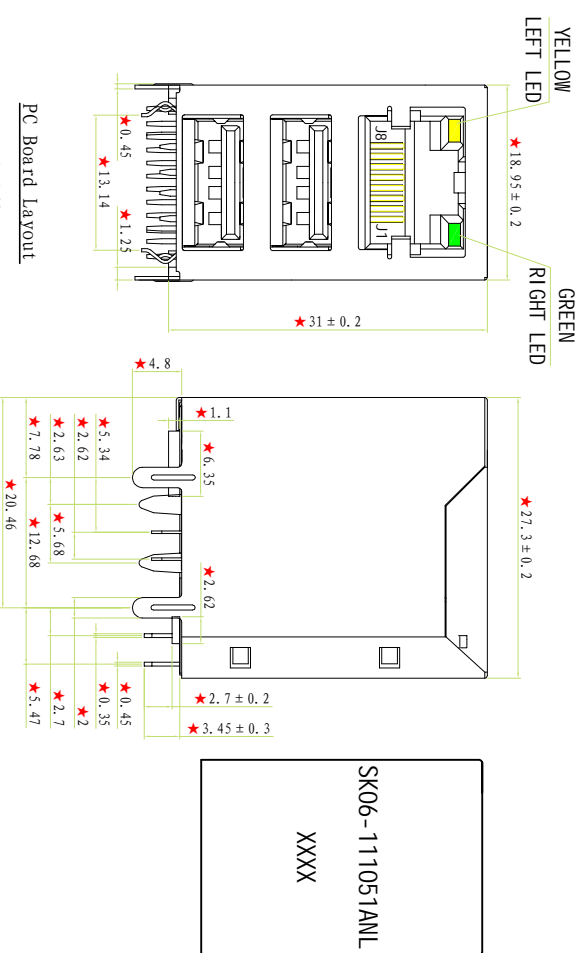 YELLOW
LEFT LED
GREEN
RIGHT LED
★18.95±0.2
J8
J1
★0.45
★13.14
★1.25
★31±0.2
PC Board Layout
★27.3±0.2
★4.8
★1.1
★6.35
★5.34
★2.62
★2.63
★7.78
★5.68
★12.68
★20.46
★2.62
★2.7±0.2
★3.45±0.3
★0.45
★0.35
★2
★2.7
★5.47
SK06-111051ANL
XXXX